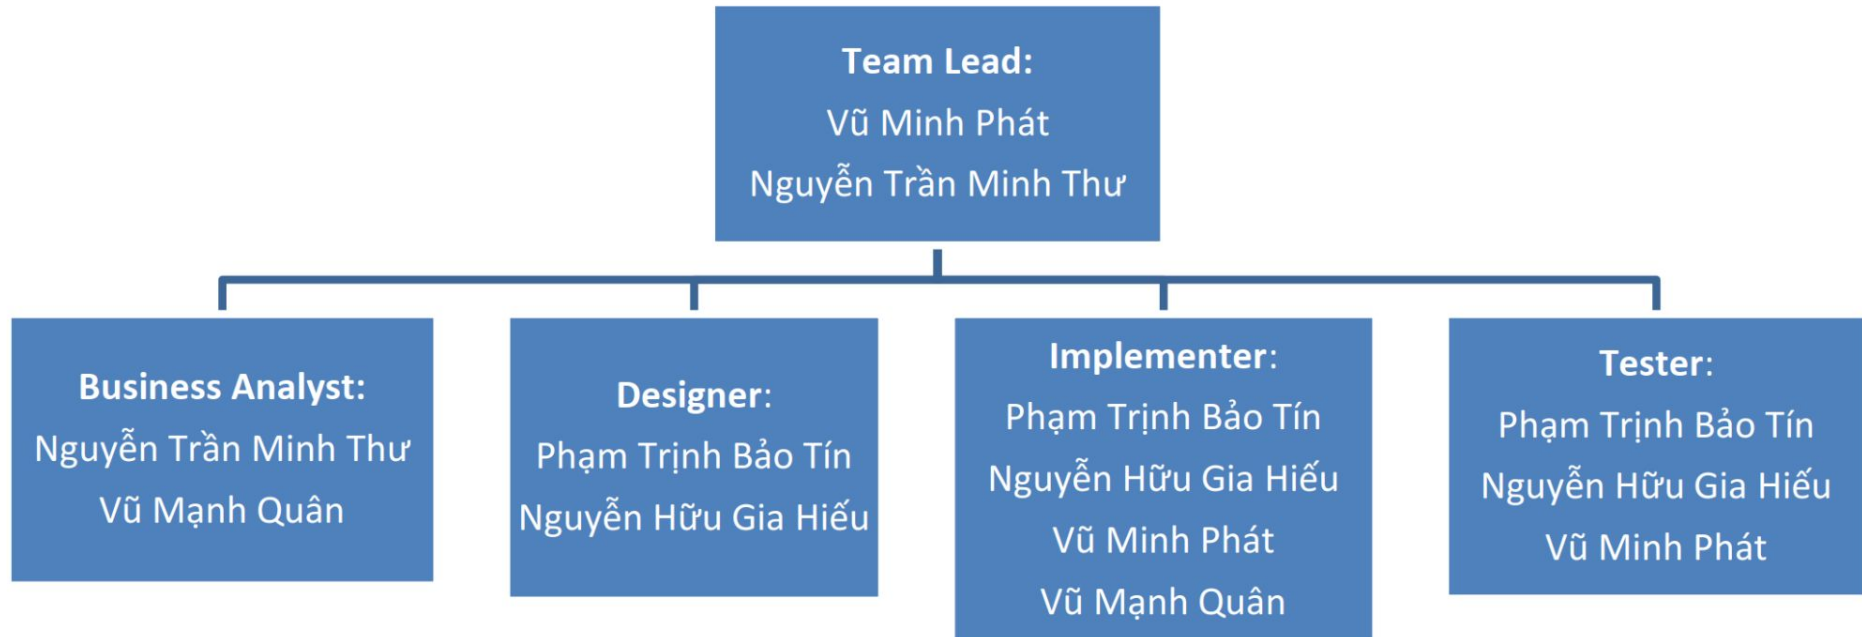 Team Lead:
Vũ Minh Phát
Nguyễn Trần Minh Thư
Business Analyst:
Nguyễn Trần Minh Thư
Vũ Mạnh Quân
Designer:
Phạm Trịnh Bảo Tín
Nguyễn Hữu Gia Hiếu
Implementer:
Phạm Trịnh Bảo Tín
Nguyễn Hữu Gia Hiếu
Vũ Minh Phát
Vũ Mạnh Quân
Tester:
Phạm Trịnh Bảo Tín
Nguyễn Hữu Gia Hiếu
Vũ Minh Phát